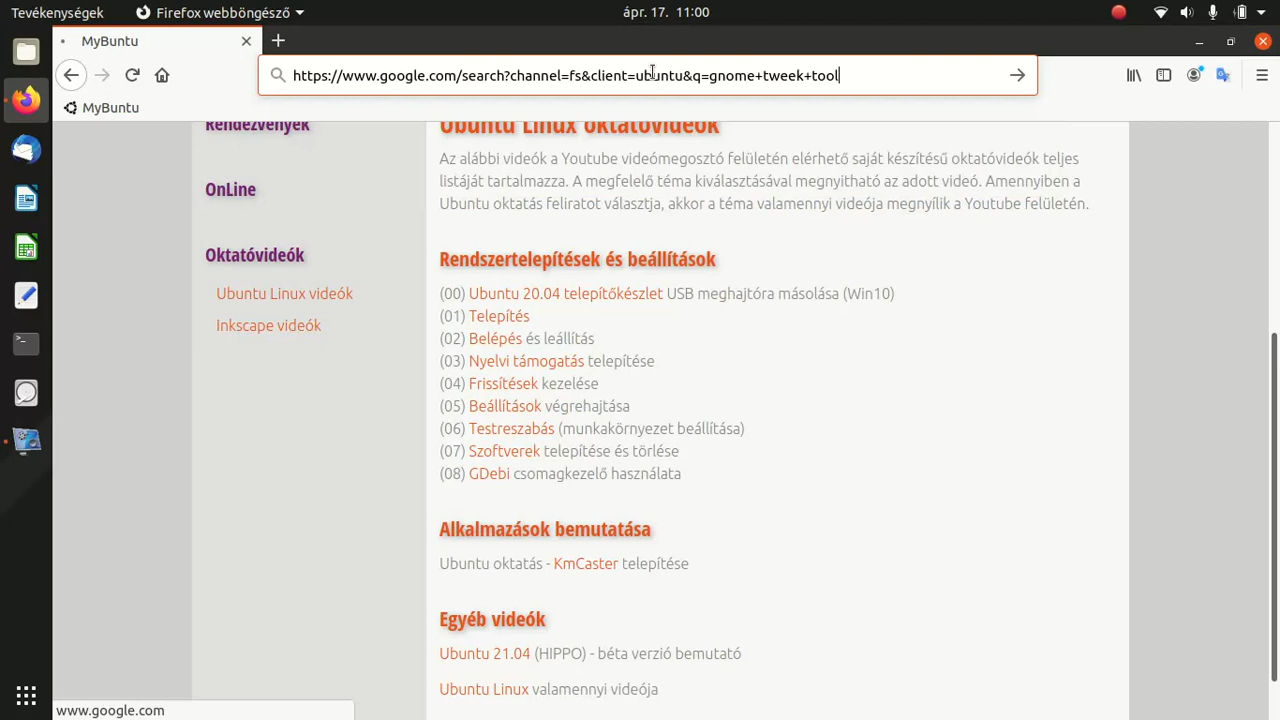 Tevékenységek
Firefox webböngésző
ápr. 17. 11:00
MyBuntu
https://www.google.com/search?channel=fs&client=ubuntu&q=gnome+tweek+tool
MyBuntu
Rendezvények
OnLine
Oktatóvideók
Ubuntu Linux videók
Inkscape videók
Ubuntu Linux oktatóvideók
Az alábbi videók a Youtube videómegosztó felületén elérhető saját készítésű oktatóvideók teljes
listáját tartalmazza. A megfelelő téma kiválasztásával megnyitható az adott videó. Amennyiben a
Ubuntu oktatás feliratot választja, akkor a téma valamennyi videója megnyílik a Youtube felületén.
Rendszertelepítések és beállítások
(00) Ubuntu 20.04 telepítőkészlet USB meghajtóra másolása (Win10)
(01) Telepítés
(02) Belépés és leállítás
(03) Nyelvi támogatás telepítése
(04) Frissítések kezelése
(05) Beállítások végrehajtása
(06) Testreszabás (munkakörnyezet beállítása)
(07) Szoftverek telepítése és törlése
(08) GDebi csomagkezelő használata
Alkalmazások bemutatása
Ubuntu oktatás - KmCaster telepítése
Egyéb videók
Ubuntu 21.04 (HIPPO) - béta verzió bemutató
Ubuntu Linux valamennyi videója
www.google.com